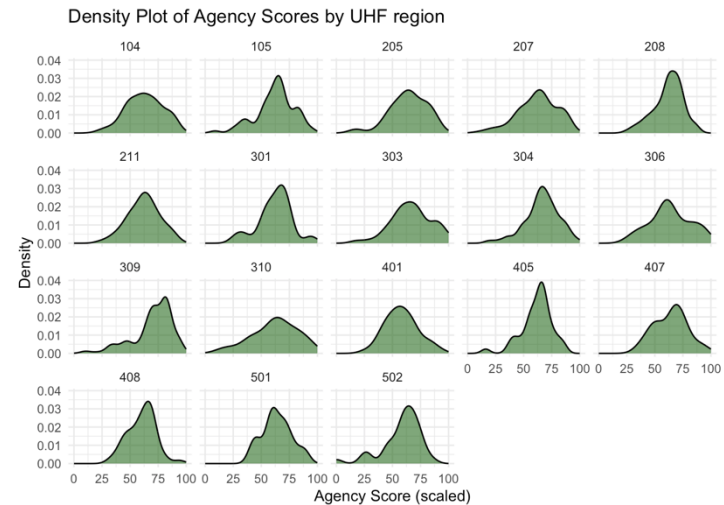 Density Plot of Agency Scores by UHF region
104 105 205 207 208
0.04
0.03
0.02
0.01
0.00
211 301 303 304 306
0.04
0.03
0.02
0.01
0.00
Density
309 310 401 405 407
0.04
0.03
0.02
0.01
0.00
0 25 50 75 100 0 25 50 75 100
408 501 502
0.04
0.03
0.02
0.01
0.00
0 25 50 75 100 0 25 50 75 100 0 25 50 75 100
Agency Score (scaled)